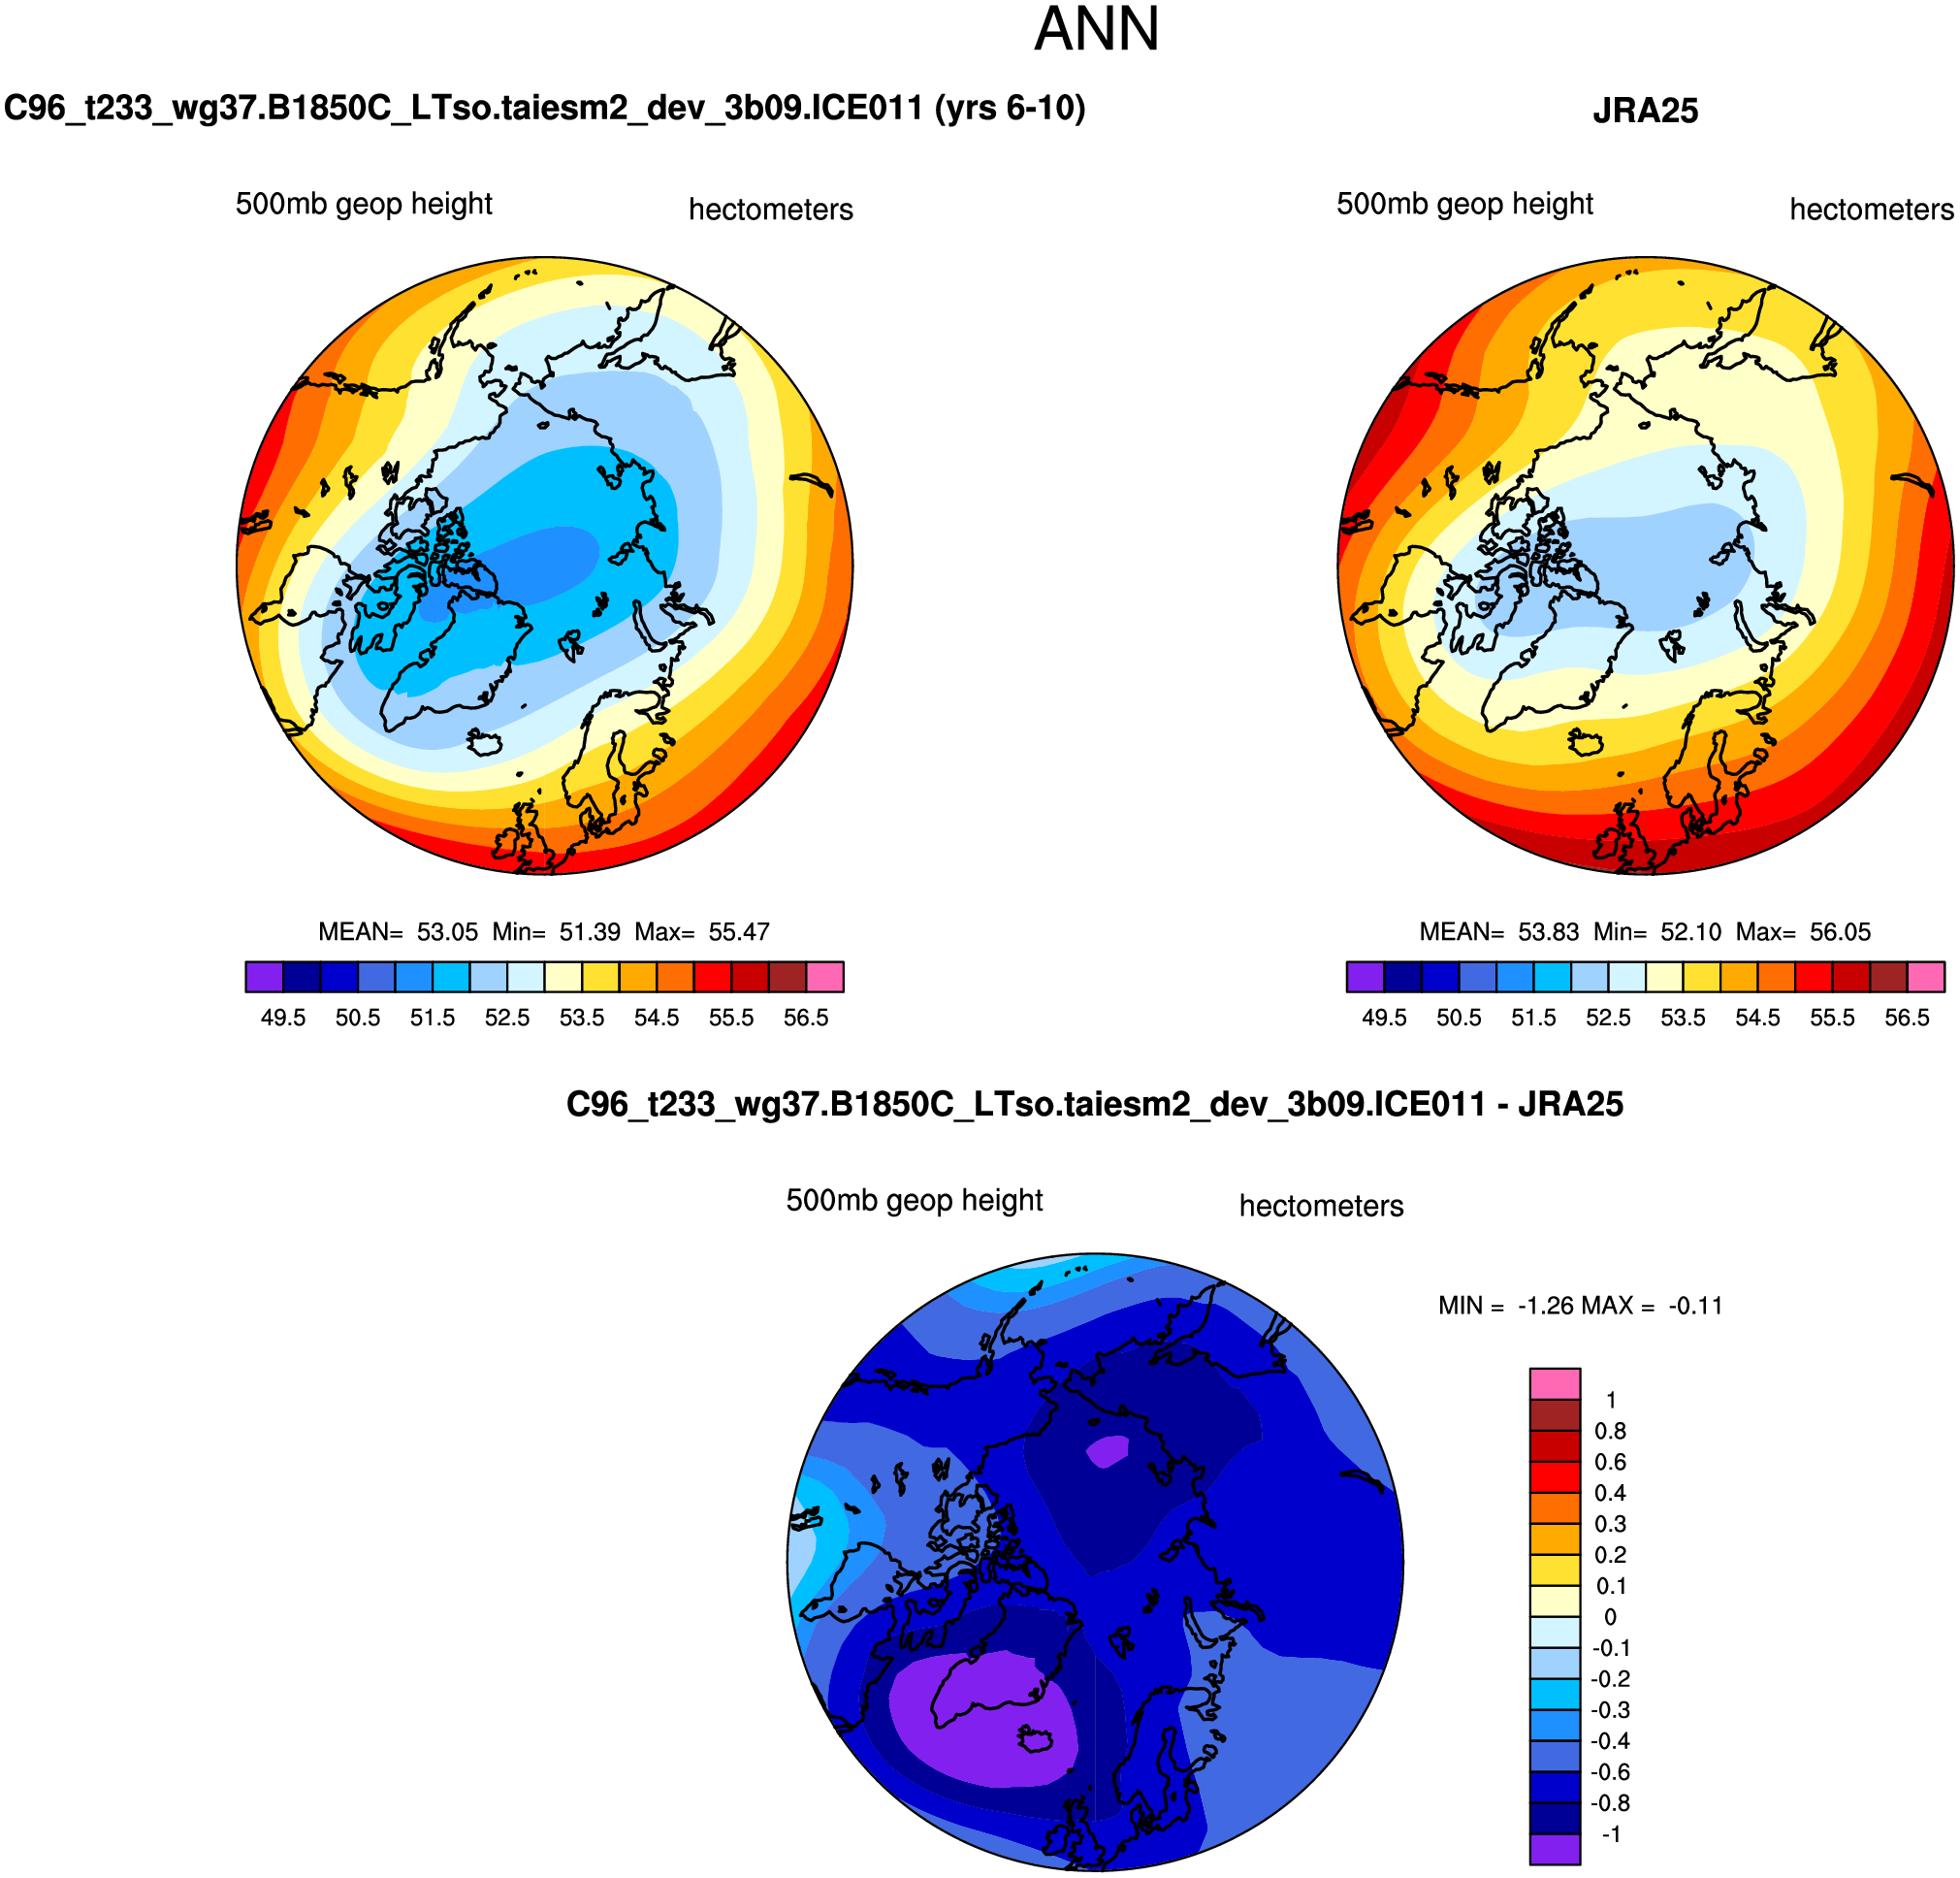 ANN
C96_t233_wg37.B1850C_LTso.taiesm2_dev_3b09.ICE011 (yrs 6-10)
JRA25
500mb geop height
hectometers
500mb geop height
hectometers
MEAN= 53.05 Min= 51.39 Max= 55.47
MEAN= 53.83 Min= 52.10 Max= 56.05
49.5 50.5 51.5 52.5 53.5 54.5 55.5 56.5
49.5 50.5 51.5 52.5 53.5 54.5 55.5 56.5
C96_t233_wg37.B1850C_LTso.taiesm2_dev_3b09.ICE011 - JRA25
500mb geop height
hectometers
MIN = -1.26 MAX = -0.11
1
0.8
0.6
0.4
0.3
0.2
0.1
0
-0.1
-0.2
-0.3
-0.4
-0.6
-0.8
-1